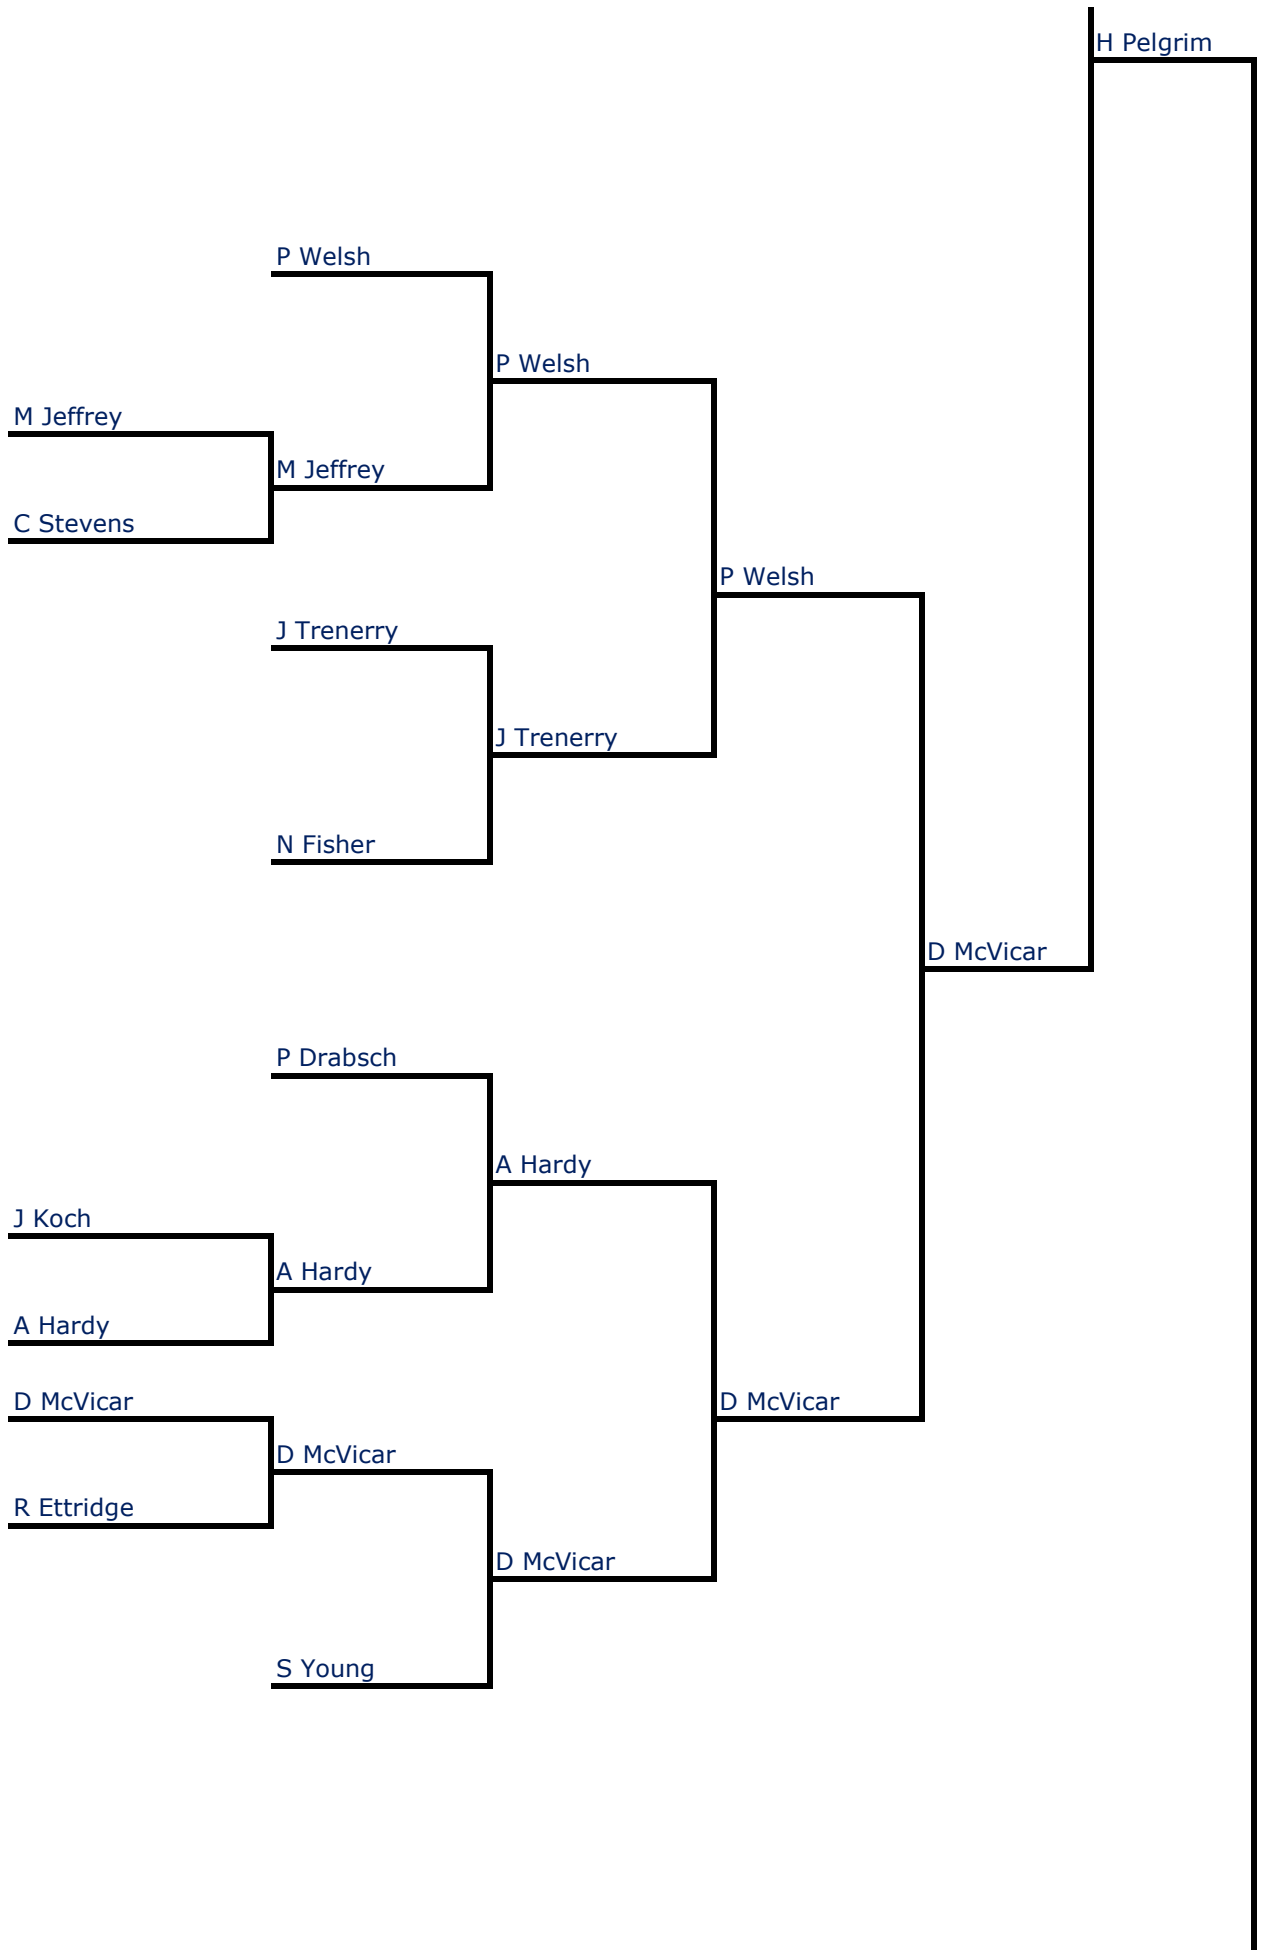 H Pelgrim
P Welsh
P Welsh
M Jeffrey
M Jeffrey
C Stevens
P Welsh
J Trenerry
J Trenerry
N Fisher
D McVicar
P Drabsch
A Hardy
J Koch
A Hardy
A Hardy
D McVicar
D McVicar
D McVicar
R Ettridge
D McVicar
S Young